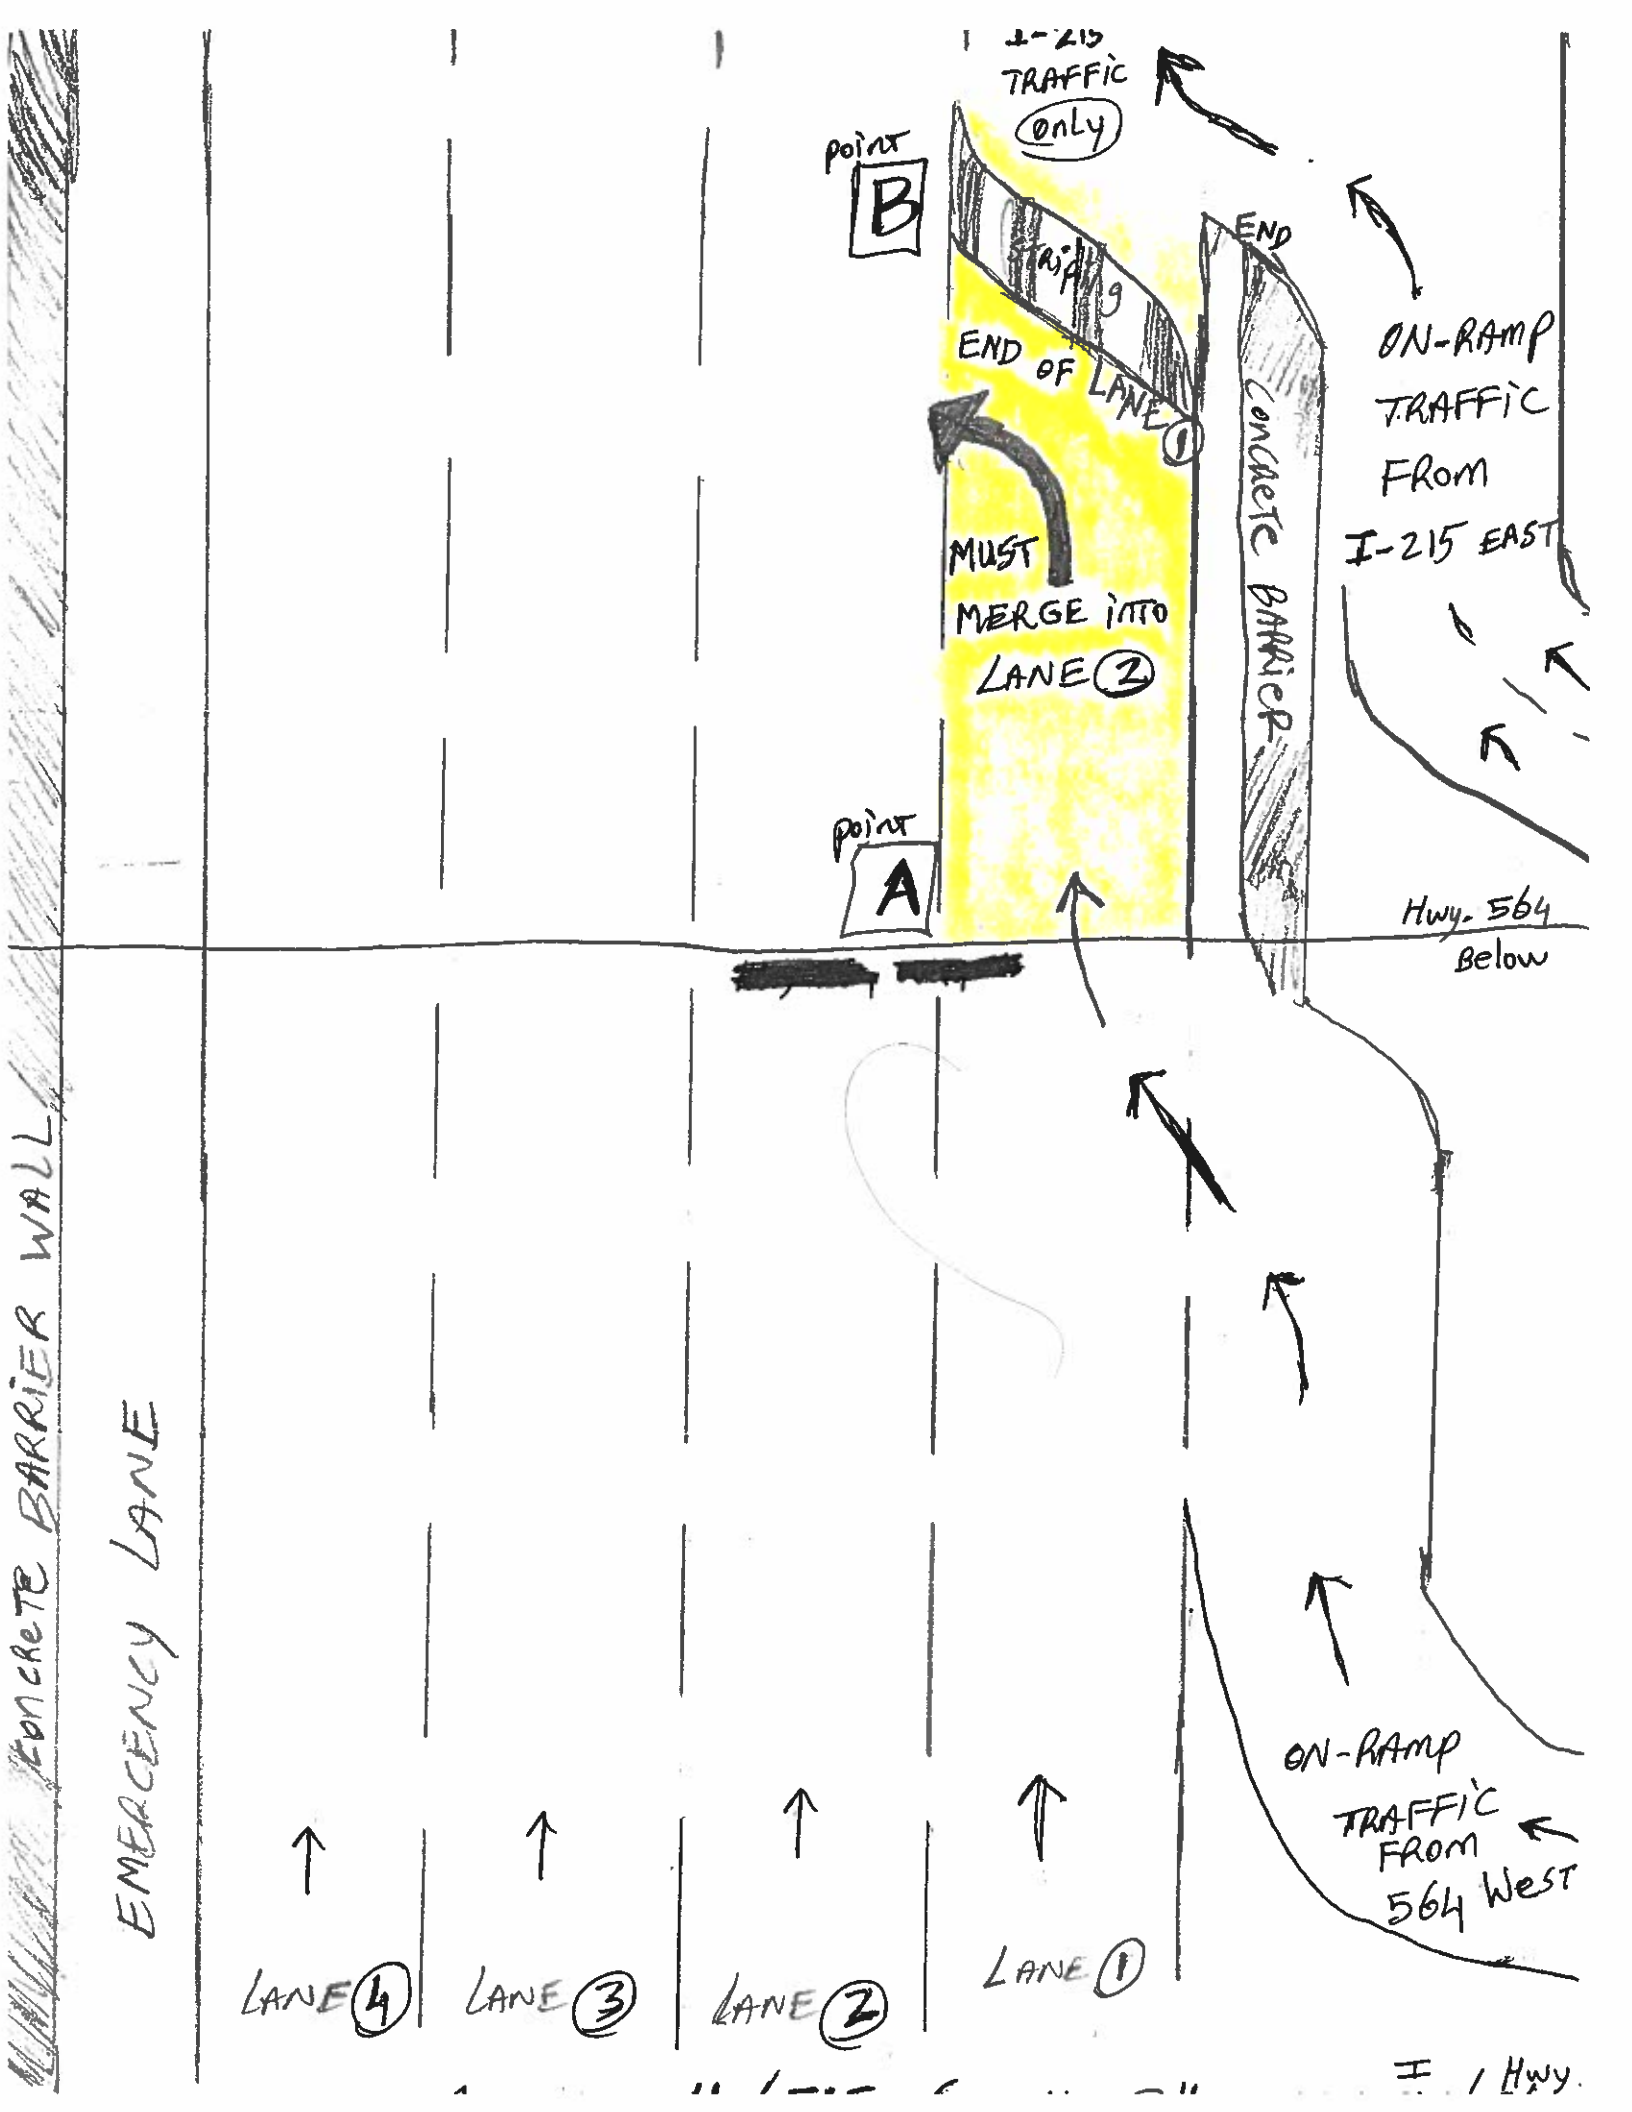 I-215
TRAFFIC
ONLY
point
B
END
STRIPING
END OF LANE 1
ON-RAMP
TRAFFIC
FROM
I-215 EAST
CONCRETE BARRIER
MUST
MERGE iNTO
LANE 2
point
A
Hwy. 564
Below
CONCRETE BARRiER WALL
EMERGENCY LANE
ON-RAMP
TRAFFiC
FROM
564 WEST
LANE 4
LANE 3
LANE 2
LANE 1
Hwy.